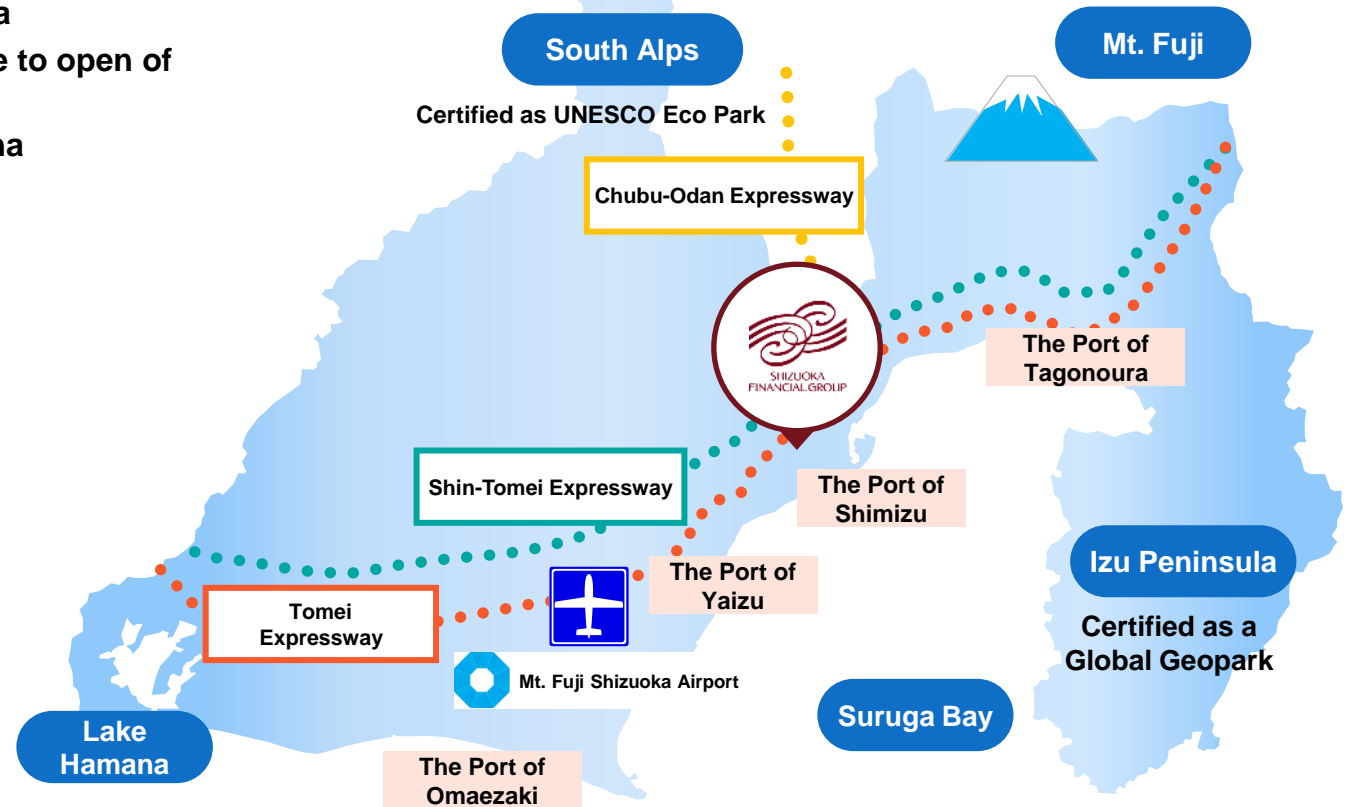 a
e to open of
na
South Alps
Mt. Fuji
Certified as UNESCO Eco Park
Chubu-Odan Expressway
SHIZUOKA
FINANCIAL GROUP
The Port of
Tagonoura
Shin-Tomei Expressway
The Port of
Shimizu
Izu Peninsula
The Port of
Yaizu
Tomei
Expressway
Certified as a
Global Geopark
Mt. Fuji Shizuoka Airport
Suruga Bay
Lake
Hamana
The Port of
Omaezaki